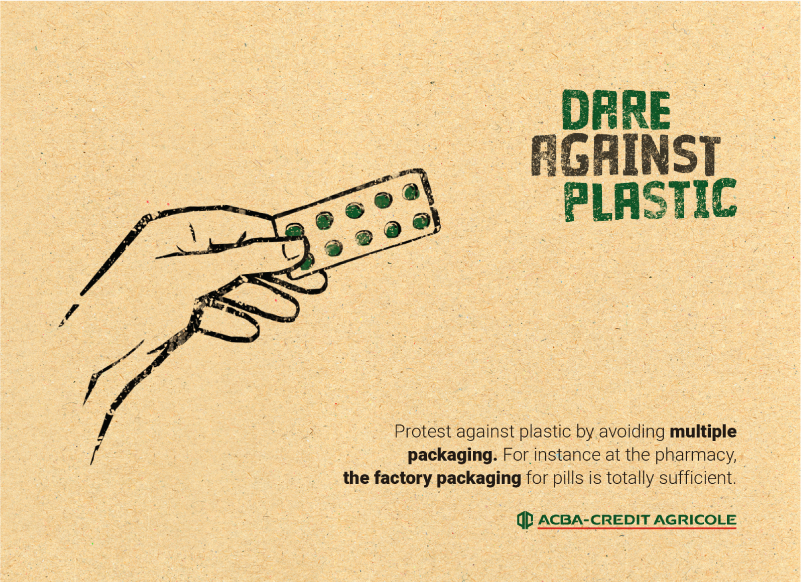 DARE
AGAINST
PLASTIC
Protest against plastic by avoiding multiple
packaging. For instance at the pharmacy,
the factory packaging for pills is totally sufficient.
ACBA-CREDIT AGRICOLE